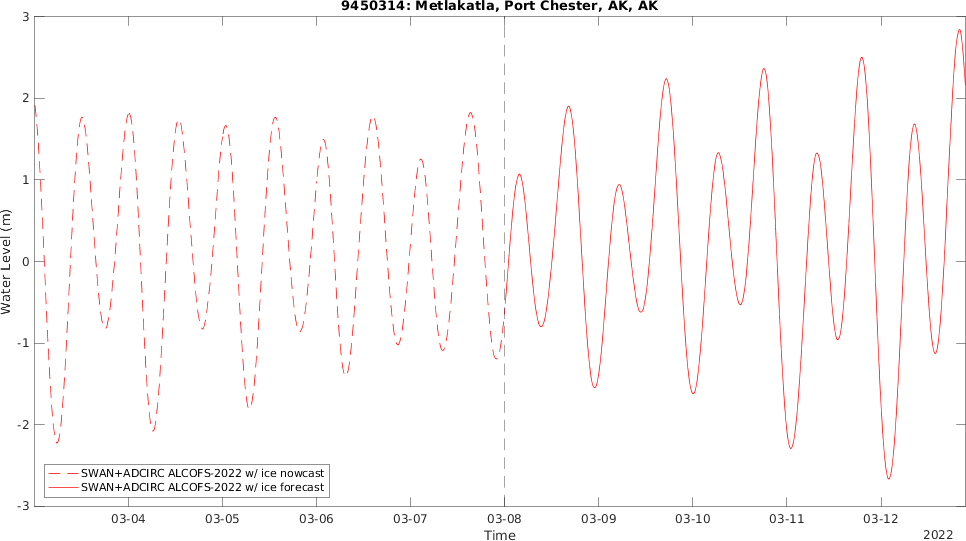 9450314: Metlakatla, Port Chester, AK, AK
3
2
1
0
-1
-2
-3
Water Level (m)
SWAN+ADCIRC ALCOFS-2022 w/ ice nowcast
SWAN+ADCIRC ALCOFS-2022 w/ ice forecast
03-04 03-05 03-06 03-07 03-08 03-09 03-10 03-11 03-12
Time
2022